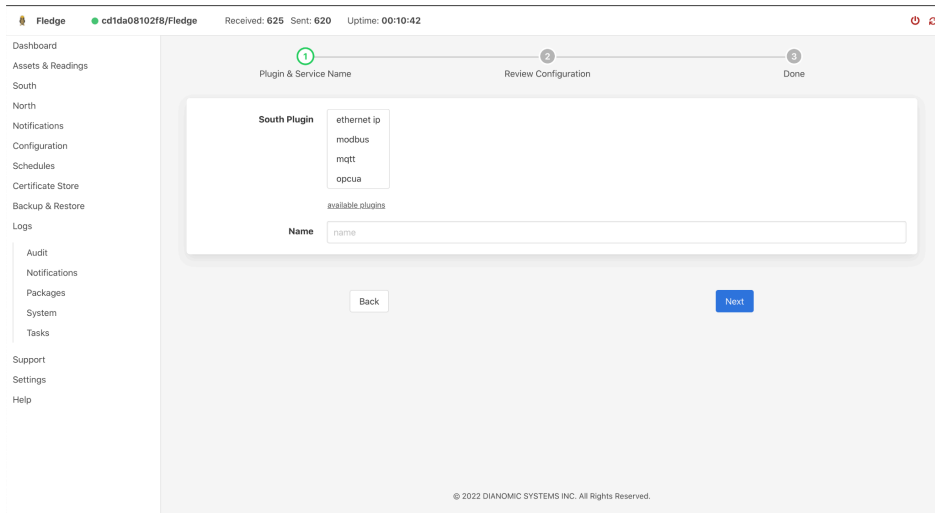 Fledge cd1da08102f8/Fledge Received: 625 Sent: 620 Uptime: 00:10:42
Dashboard
Assets & Readings
South
North
Notifications
Configuration
Schedules
Certificate Store
Backup & Restore
Logs
Audit
Notifications
Packages
System
Tasks
Support
Settings
Help
1 2 3
Plugin & Service Name Review Configuration Done
South Plugin
ethernet ip
modbus
mqtt
opcua
available plugins
Name name
Back Next
© 2022 DIANOMIC SYSTEMS INC. All Rights Reserved.